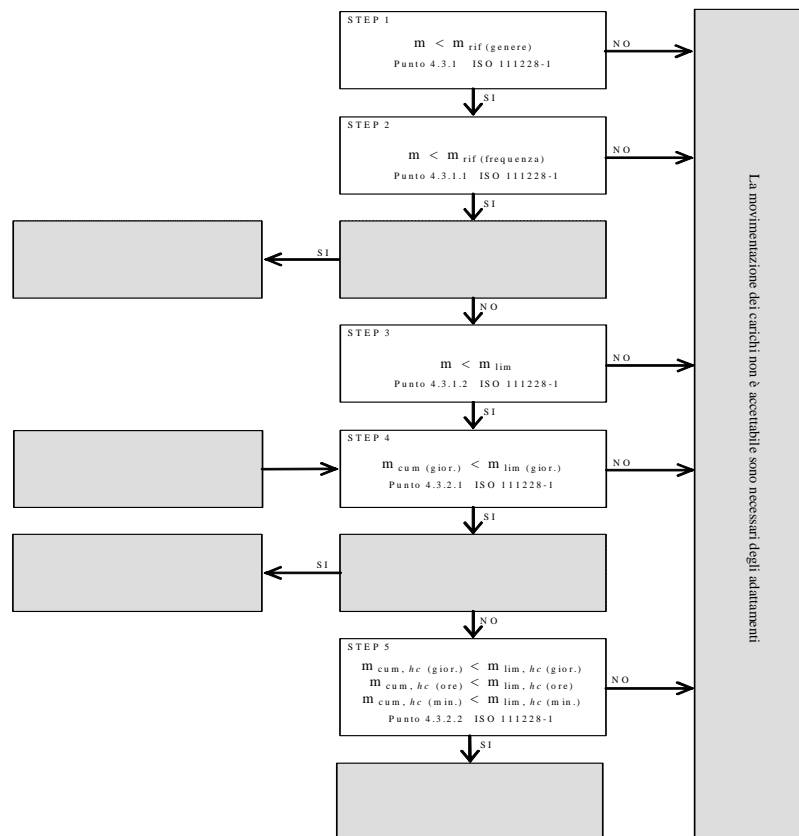 STEP 1
m < m rif (genere)
Punto 4.3.1 ISO 111228-1
NO
SI
STEP 2
m < m rif (frequenza)
Punto 4.3.1.1 ISO 111228-1
NO
SI
SI
NO
STEP 3
m < m lim
Punto 4.3.1.2 ISO 111228-1
NO
SI
STEP 4
m cum (gior.) < m lim (gior.)
Punto 4.3.2.1 ISO 111228-1
NO
SI
SI
NO
STEP 5
m cum, hc (gior.) < m lim, hc (gior.)
m cum, hc (ore) < m lim, hc (ore)
m cum, hc (min.) < m lim, hc (min.)
Punto 4.3.2.2 ISO 111228-1
NO
SI
La movimentazione dei carichi non è accettabile sono necessari degli adattamenti